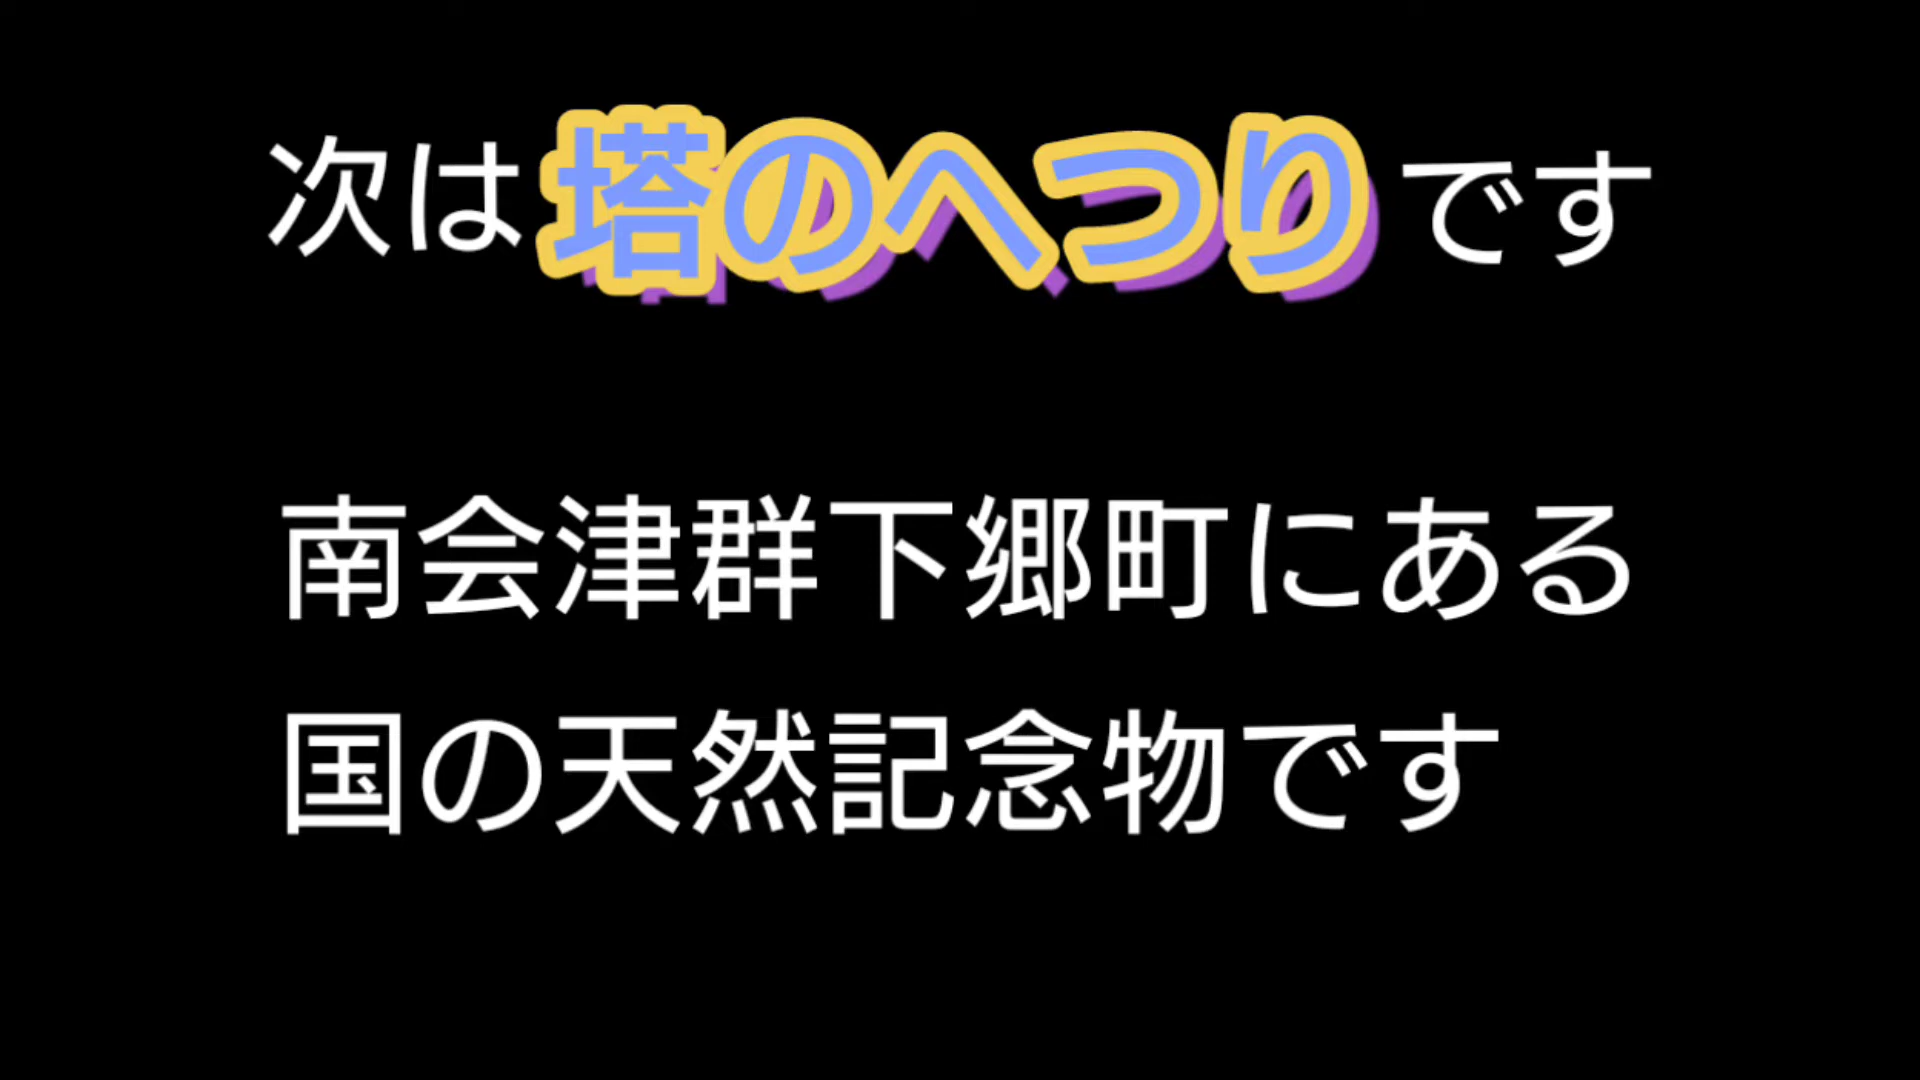 次は塔のへつりです
南会津群下郷町にある
国の天然記念物です